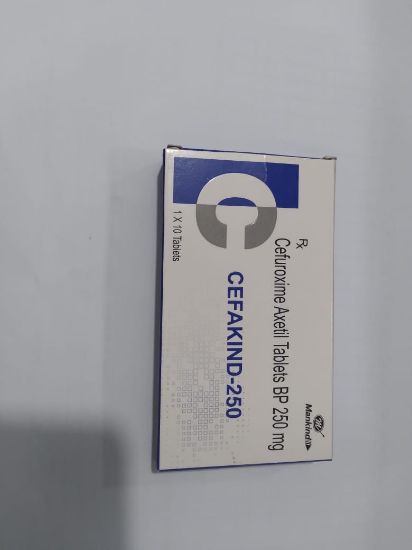 Rx
Cefuroxime Axetil Tablets BP 250 mg
CEFAKIND-250
1 X 10 Tablets
Mankind